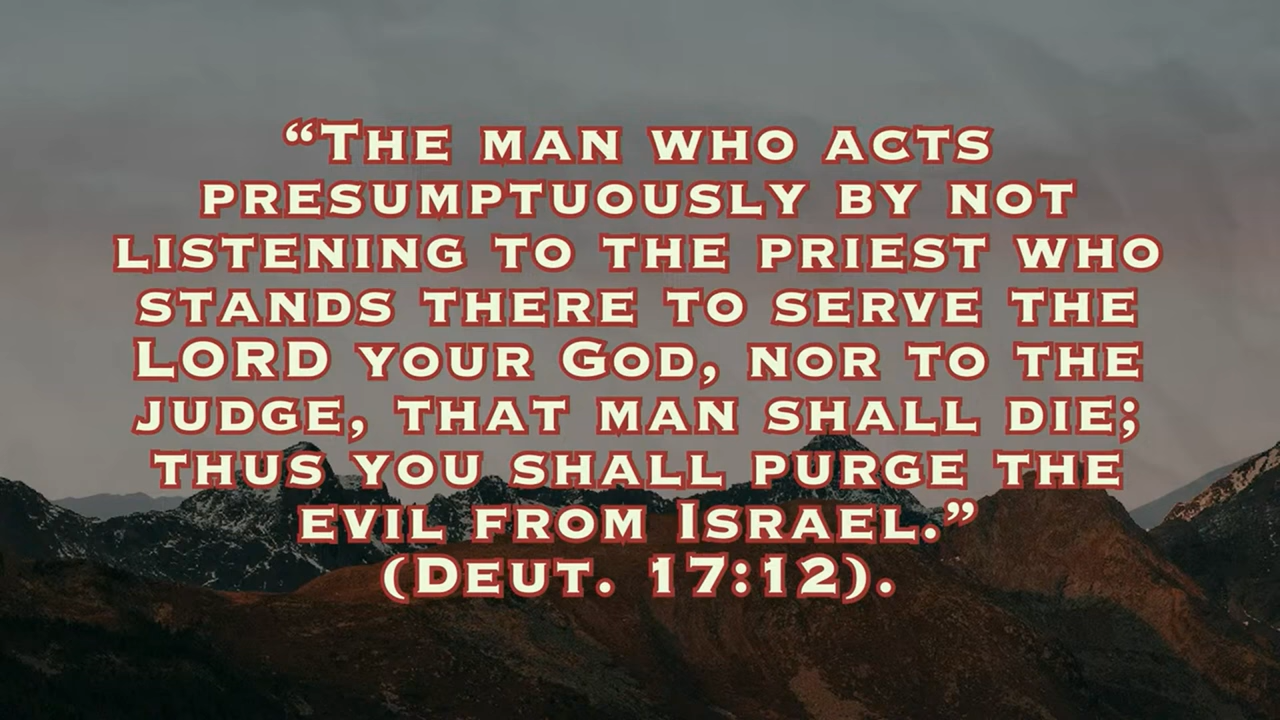 “The man who acts
presumptuously by not
listening to the priest who
stands there to serve the
LORD your God, nor to the
judge, that man shall die;
thus you shall purge the
evil from Israel.”
(Deut. 17:12).